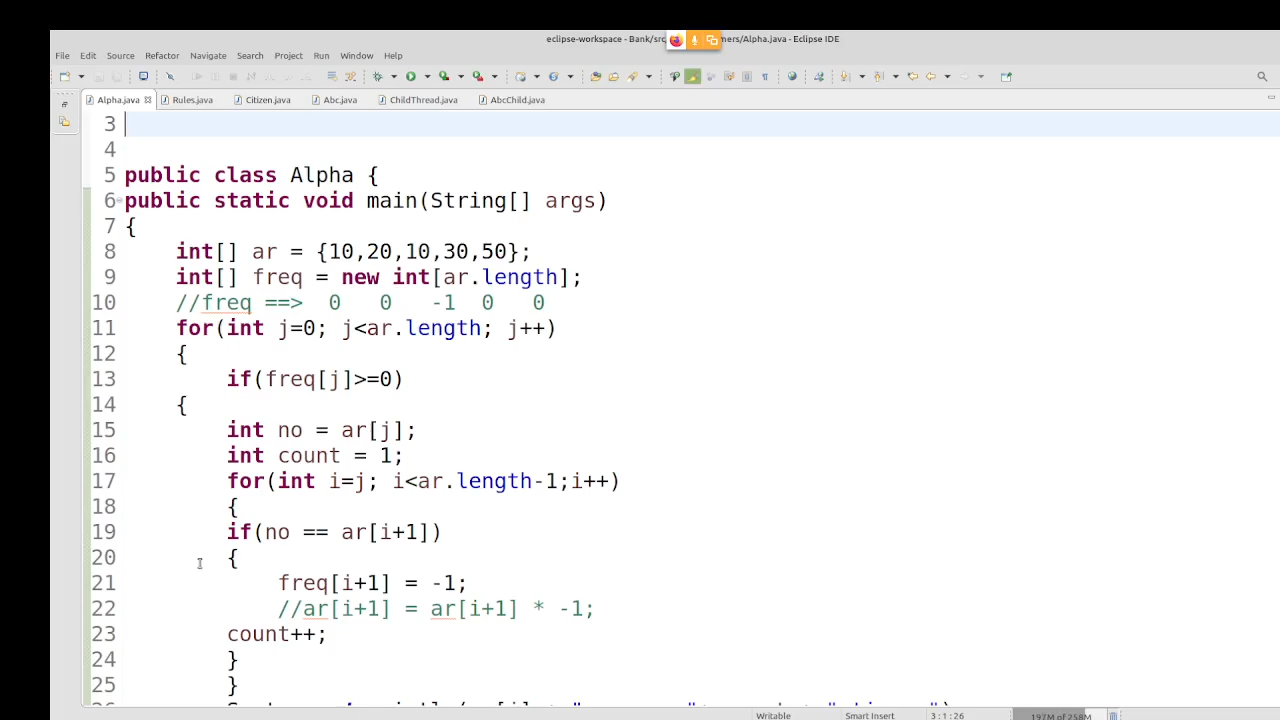 eclipse-workspace - Bank/src mers/Alpha.java - Eclipse IDE
File Edit Source Refactor Navigate Search Project Run Window Help
Alpha.java Rules.java Citizen.java Abc.java ChildThread.java AbcChild.java
3
4
5 public class Alpha {
6 public static void main(String[] args)
7 {
8 int[] ar = {10,20,10,30,50};
9 int[] freq = new int[ar.length];
10 //freq ==> 0 0 -1 0 0
11 for(int j=0; j<ar.length; j++)
12 {
13 if(freq[j]>=0)
14 {
15 int no = ar[j];
16 int count = 1;
17 for(int i=j; i<ar.length-1;i++)
18 {
19 if(no == ar[i+1])
20 {
21 freq[i+1] = -1;
22 //ar[i+1] = ar[i+1] * -1;
23 count++;
24 }
25 }
Writable Smart Insert 3:1:26 197M of 258M